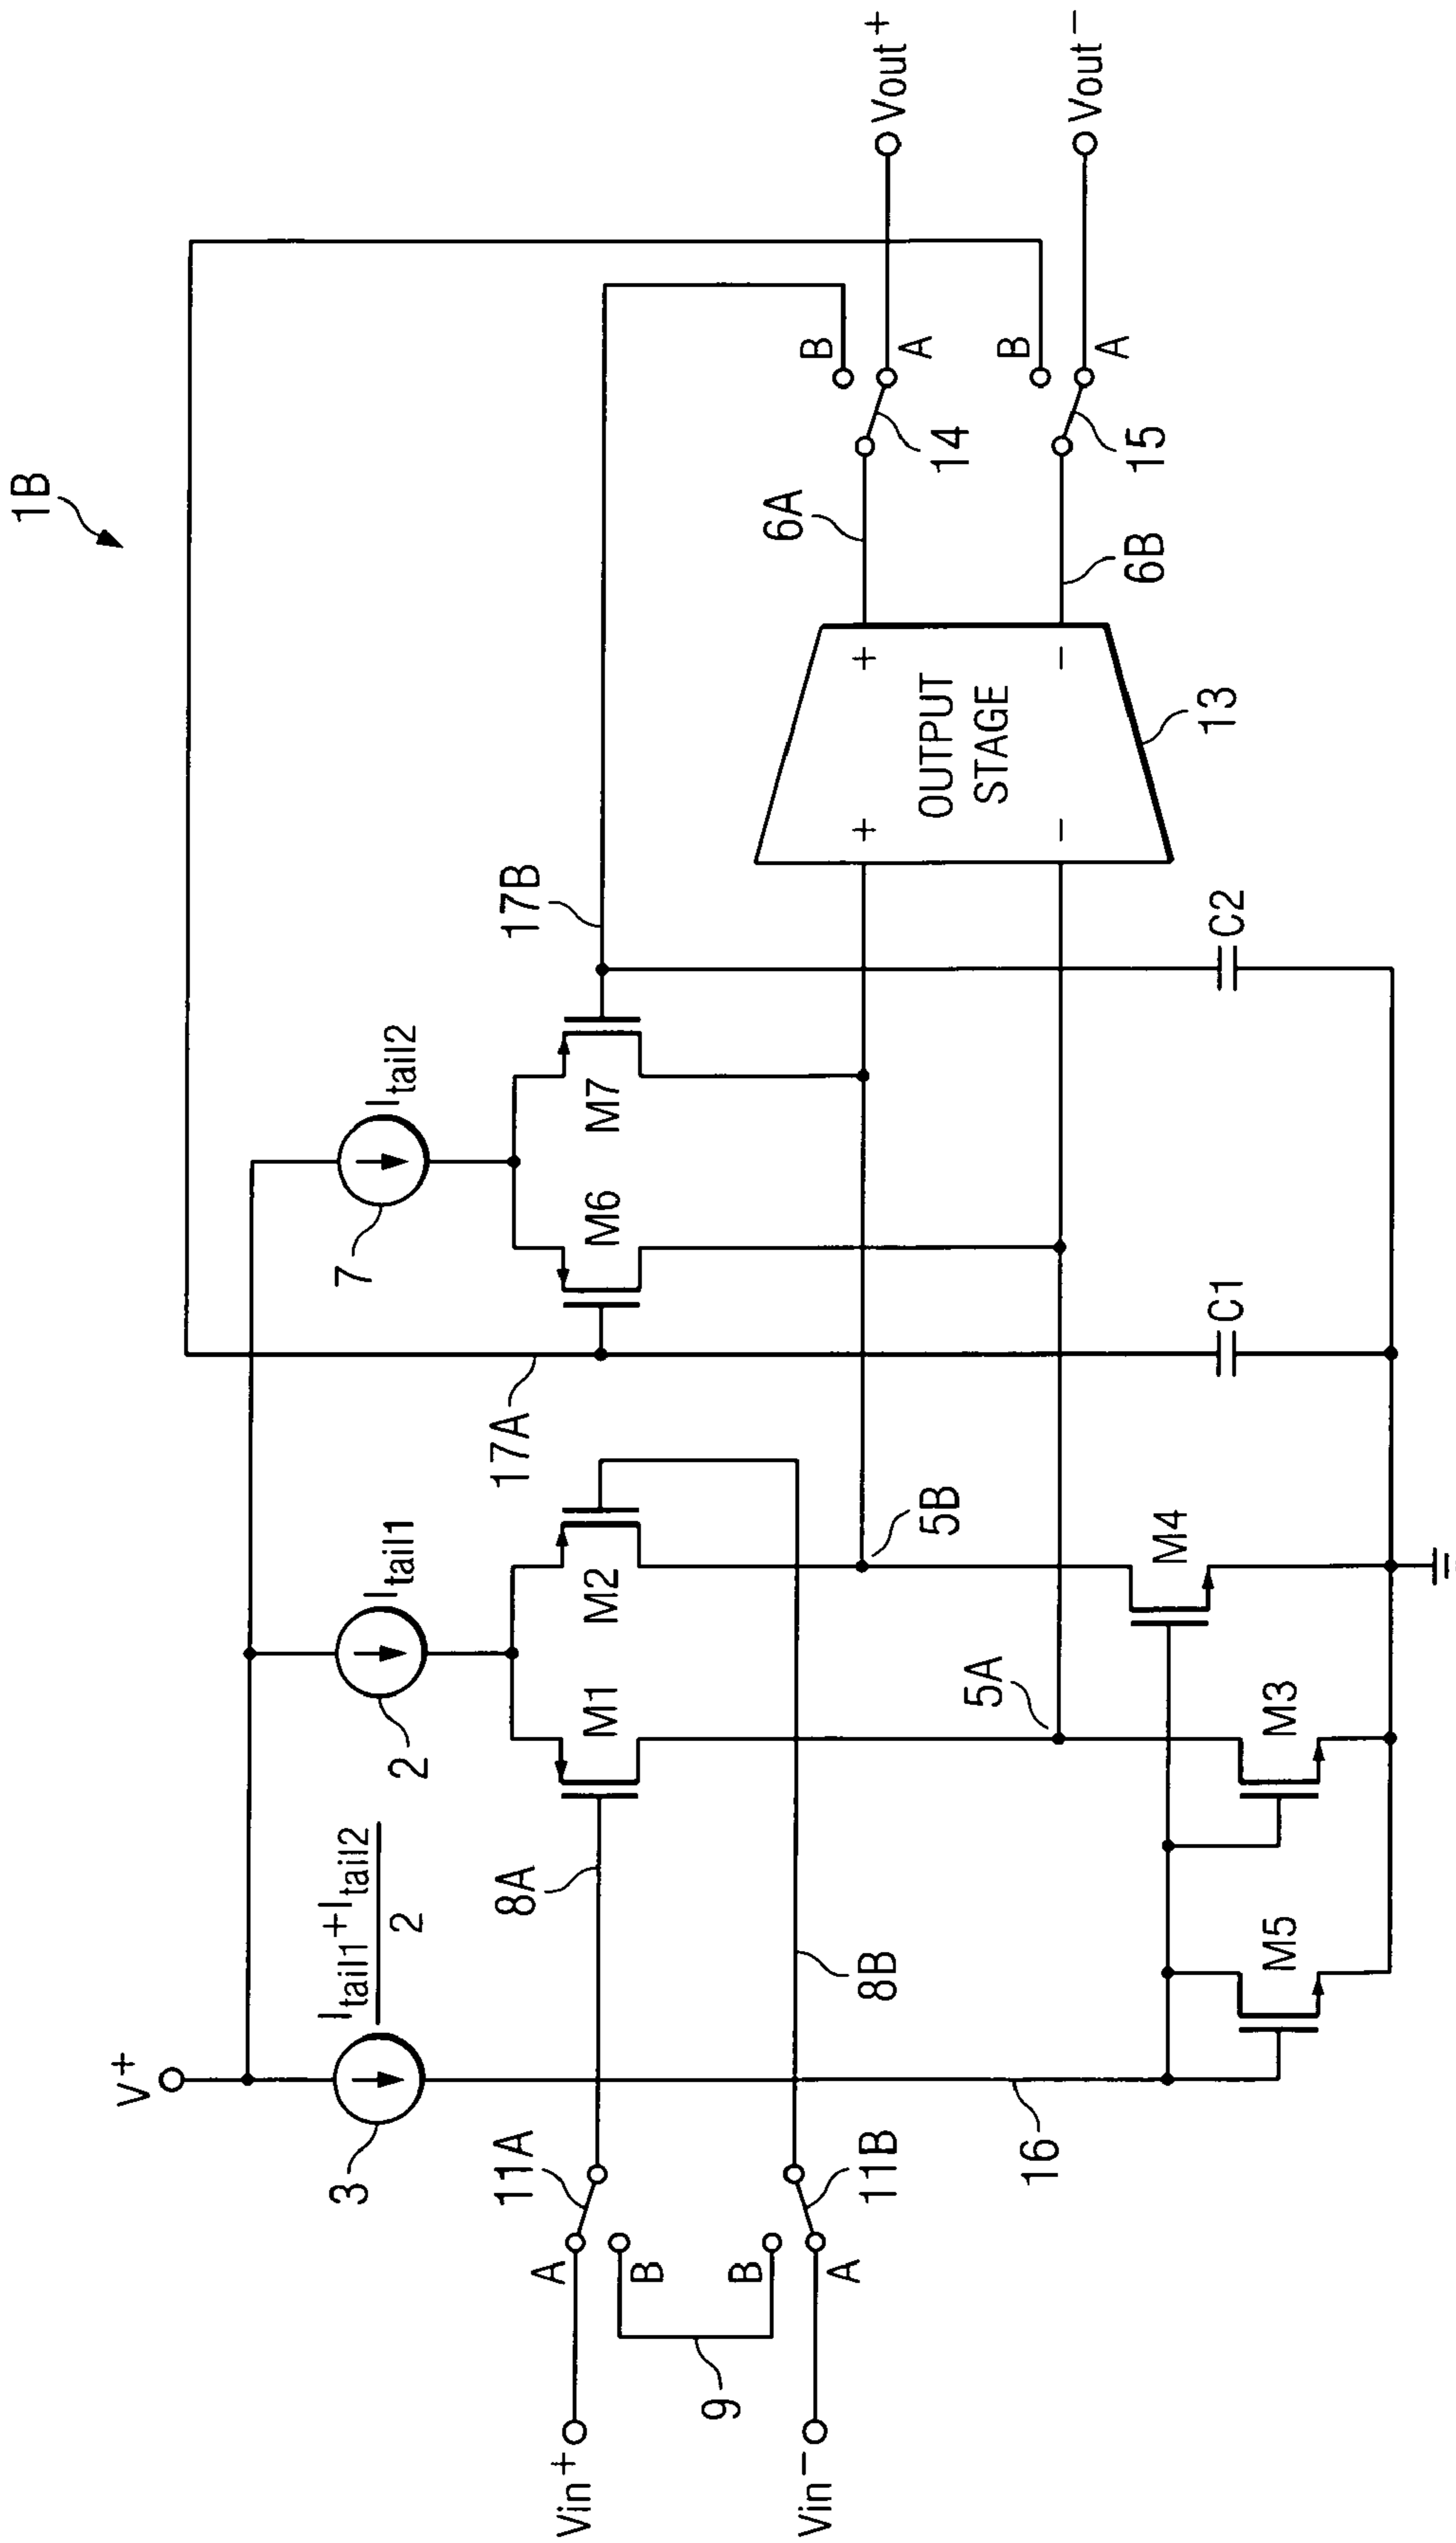 1B
V+
3
Itail1+Itail2
2
2
Itail1
7
Itail2
Vin+
Vin−
A
B
B
A
9
11A
11B
8A
8B
M1
M2
17A
M6
M7
17B
16
M5
M3
M4
5A
5B
C1
C2
+
−
OUTPUT
STAGE
+
−
13
6A
6B
14
15
B
A
B
A
Vout+
Vout−